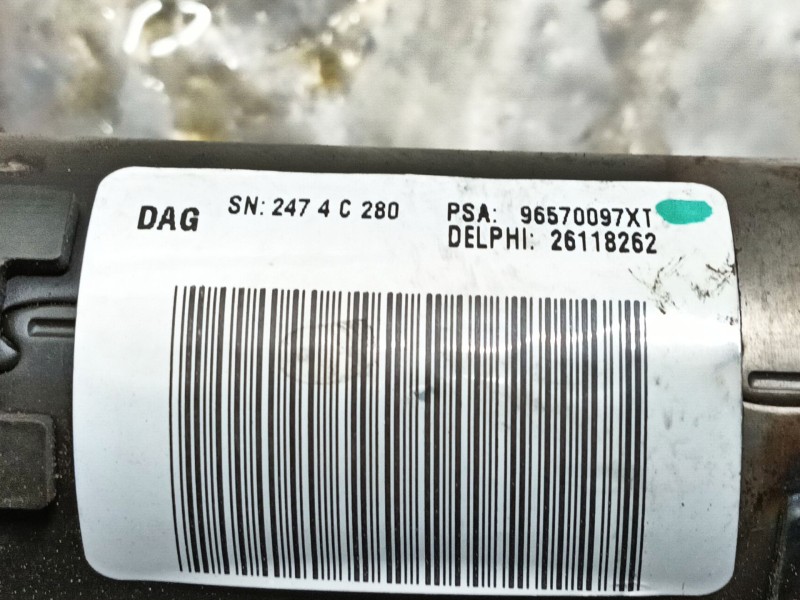 DAG SN: 247 4 C 280 PSA: 96570097XT
DELPHI: 26118262